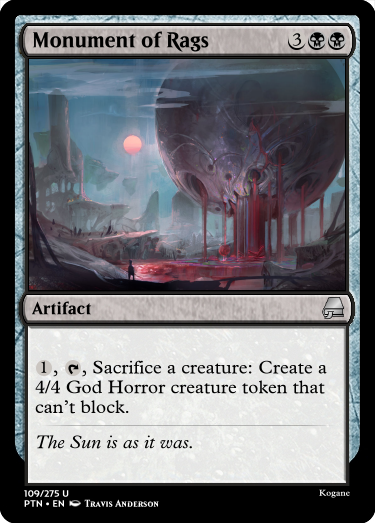 Monument of Rags 3
Artifact
1, , Sacrifice a creature: Create a
4/4 God Horror creature token that
can't block.
The Sun is as it was.
109/275 U
Kogane
PTN • EN Travis Anderson